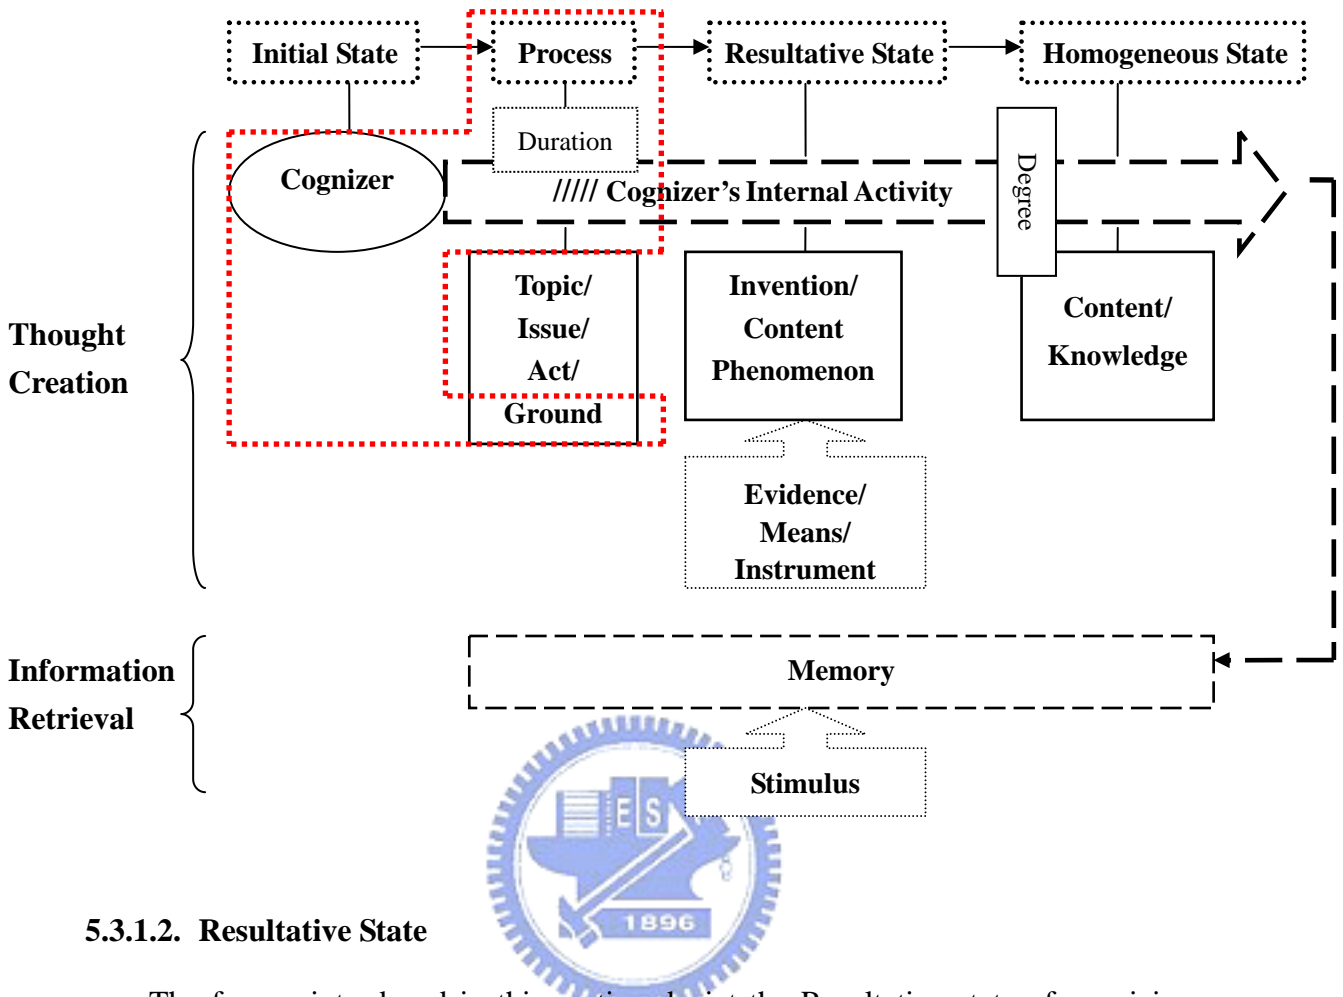 Initial State
Process
Resultative State
Homogeneous State
Duration
Cognizer
///// Cognizer’s Internal Activity
Degree
Topic/
Issue/
Act/
Ground
Invention/
Content
Phenomenon
Content/
Knowledge
Thought
Creation
Evidence/
Means/
Instrument
Information
Retrieval
Memory
Stimulus
E S
1896
5.3.1.2. Resultative State